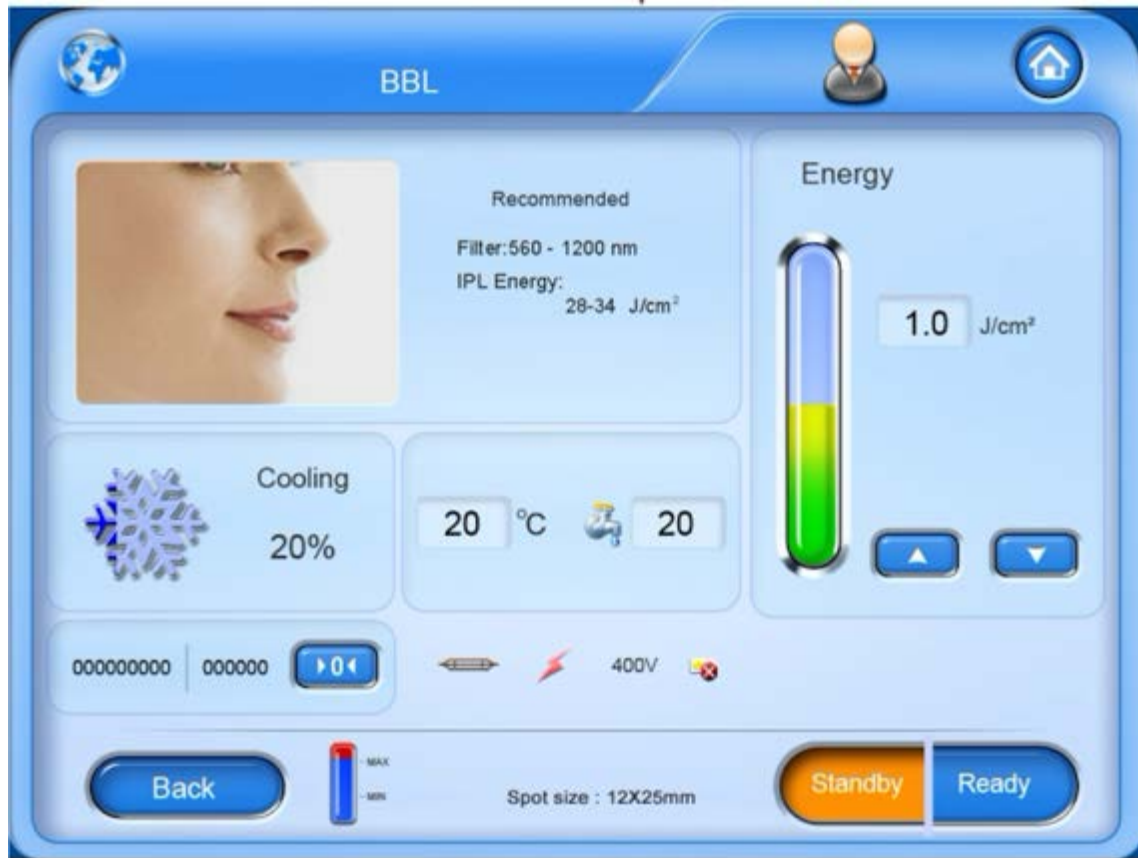 BBL
Recommended
Filter:560 - 1200 nm
IPL Energy:
28-34 J/cm²
Energy
1.0 J/cm²
Cooling
20%
20 °C 20
000000000 000000 0
400V
Back
MAX
MIN
Spot size : 12X25mm
Standby Ready